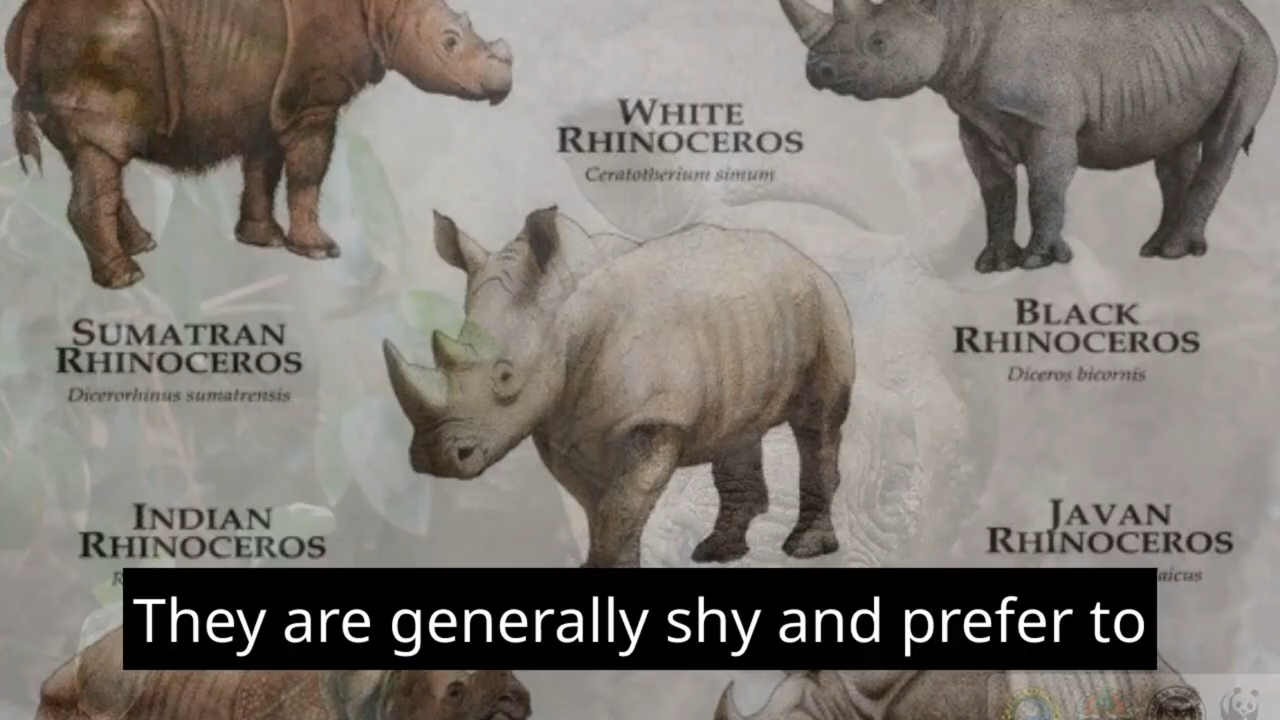 WHITE
RHINOCEROS
Ceratotherium simum
SUMATRAN
RHINOCEROS
Dicerorhinus sumatrensis
BLACK
RHINOCEROS
Diceros bicornis
INDIAN
RHINOCEROS
JAVAN
RHINOCEROS
They are generally shy and prefer to